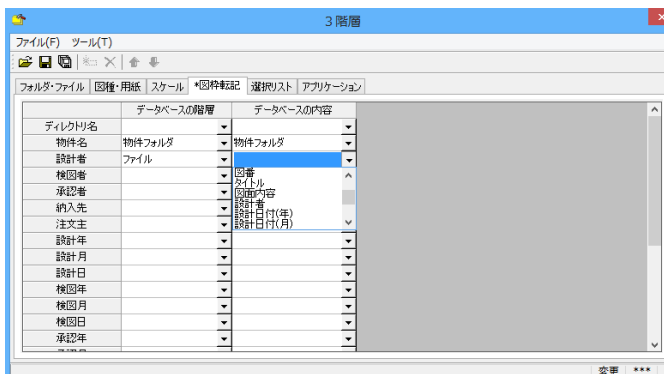 3階層
ファイル(F) ツール(T)
フォルダ・ファイル 図種・用紙 スケール *図枠転記 選択リスト アプリケーション
データベースの階層 データベースの内容
ディレクトリ名
物件名 物件フォルダ 物件フォルダ
設計者 ファイル
検図者
図番
タイトル
承認者
図面内容
納入先
設計者
設計日付(年)
注文主
設計日付(月)
設計年
設計月
設計日
検図年
検図月
検図日
承認年
変更 ***